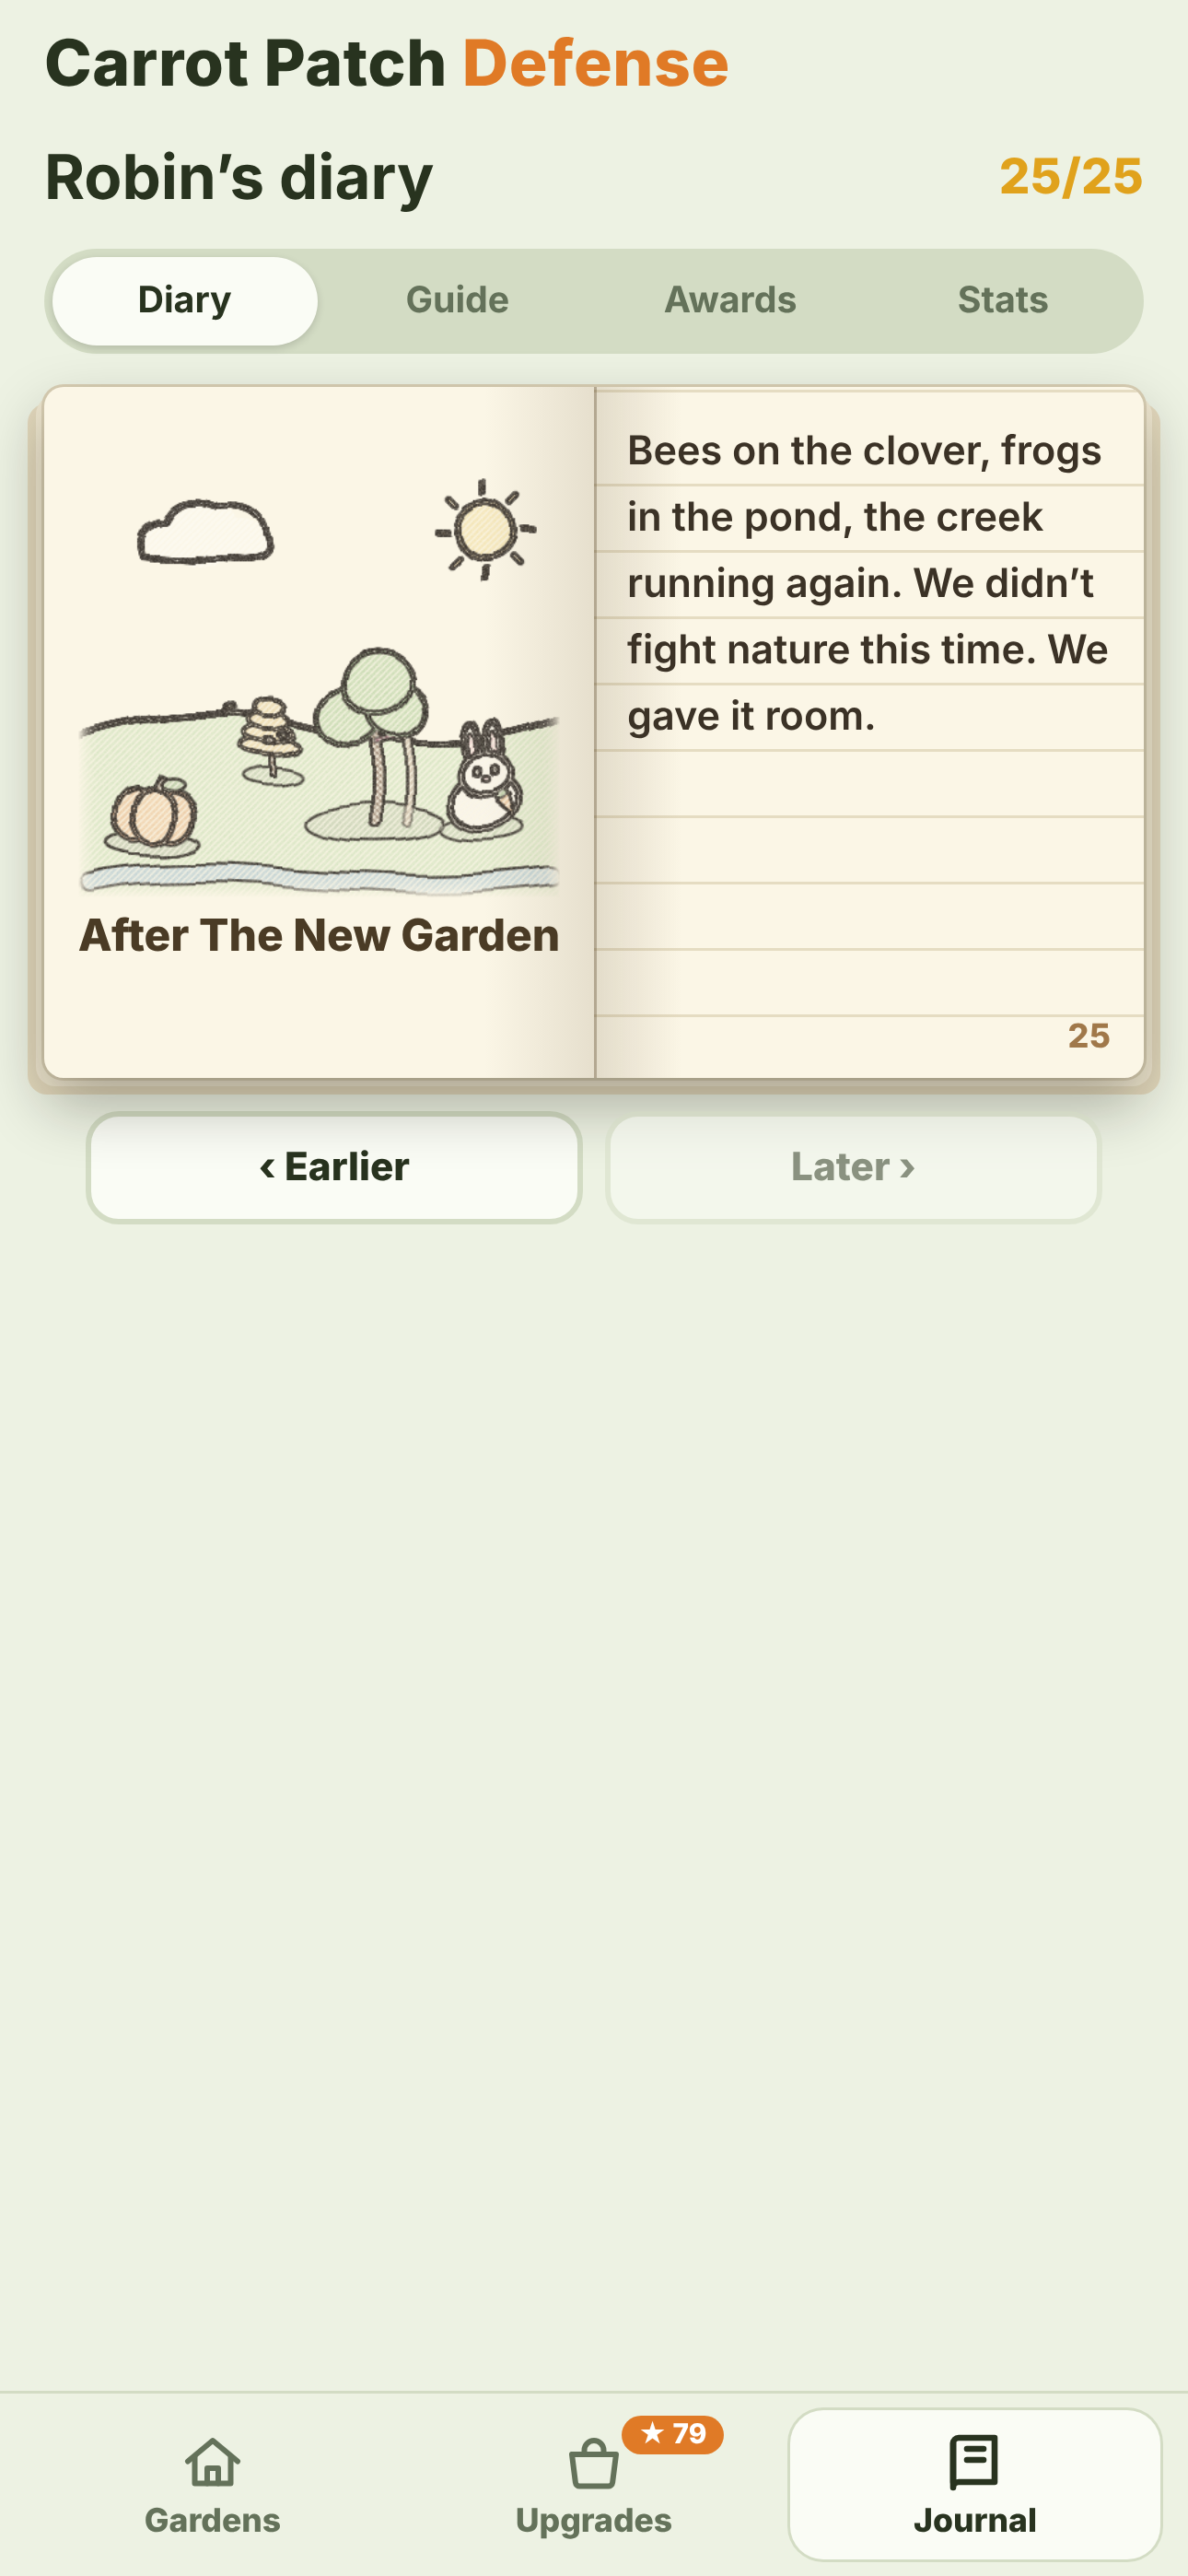 Carrot Patch Defense
Robin’s diary
25/25
Diary
Guide
Awards
Stats
After The New Garden
Bees on the clover, frogs
in the pond, the creek
running again. We didn’t
fight nature this time. We
gave it room.
25
‹ Earlier
Later ›
Gardens
★ 79
Upgrades
Journal